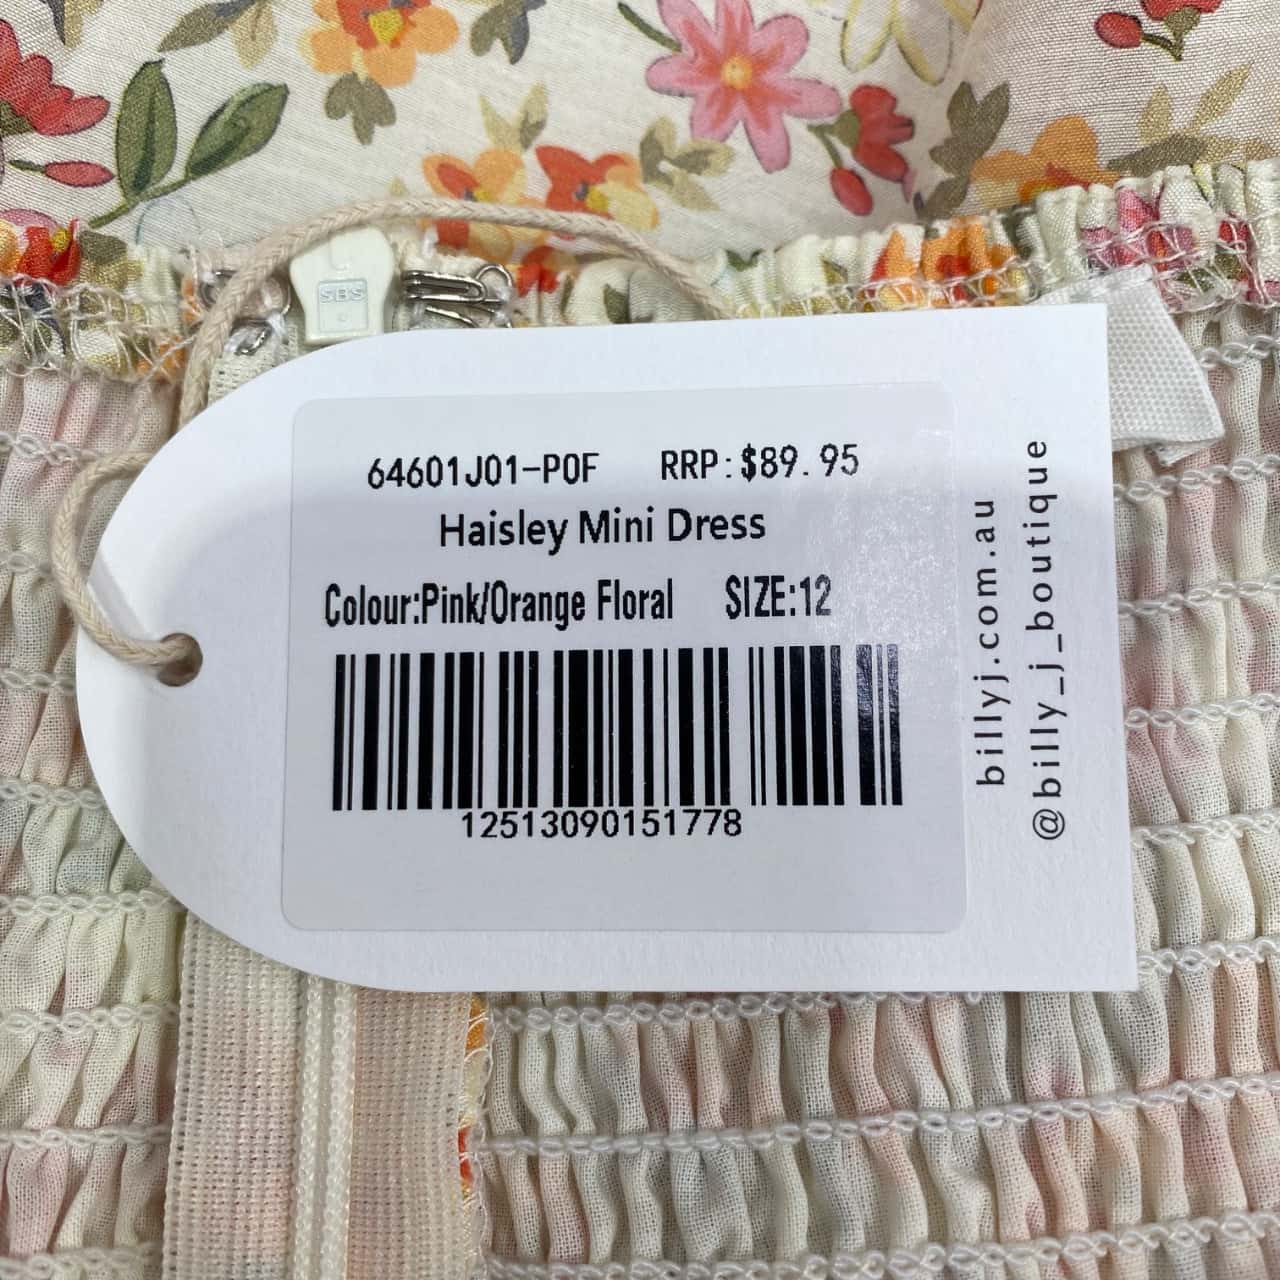 SBS
64601J01-POF RRP:$89.95
Haisley Mini Dress
Colour:Pink/Orange Floral SIZE:12
12513090151778
billyj.com.au
@billy_j_boutique